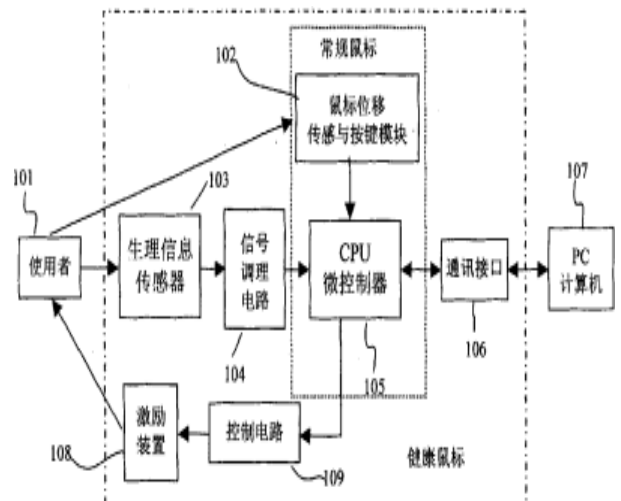 常规鼠标
102
鼠标位移
传感与按键模块
101
103
107
使用者
生理信息
传感器
信号
调理
电路
CPU
微控制器
通讯接口
PC
计算机
104
105
106
激励
装置
控制电路
108
109
健康鼠标